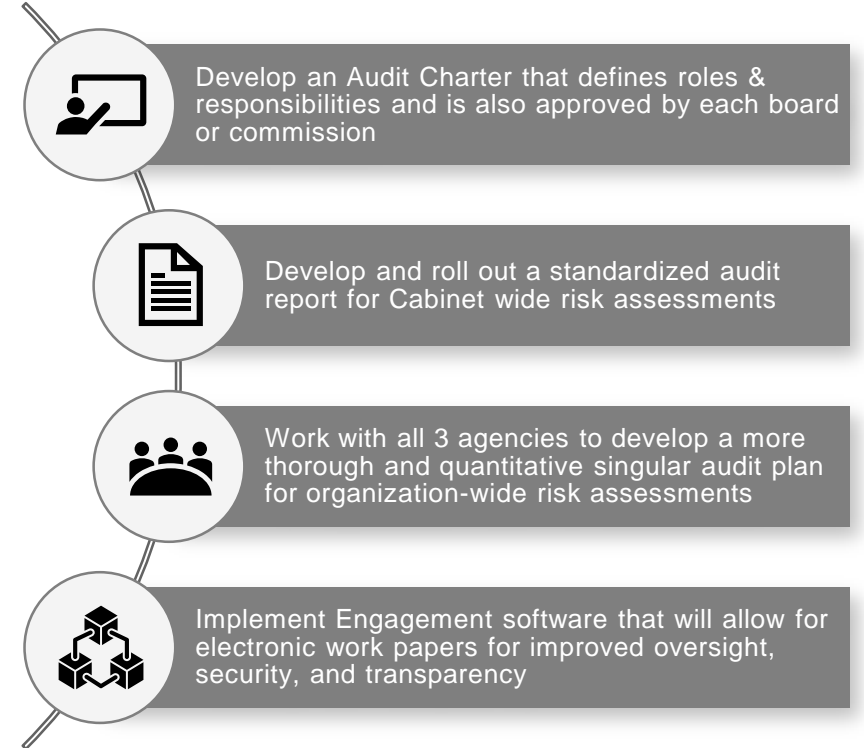 Develop an Audit Charter that defines roles &
responsibilities and is also approved by each board
or commission
Develop and roll out a standardized audit
report for Cabinet wide risk assessments
Work with all 3 agencies to develop a more
thorough and quantitative singular audit plan
for organization-wide risk assessments
Implement Engagement software that will allow for
electronic work papers for improved oversight,
security, and transparency